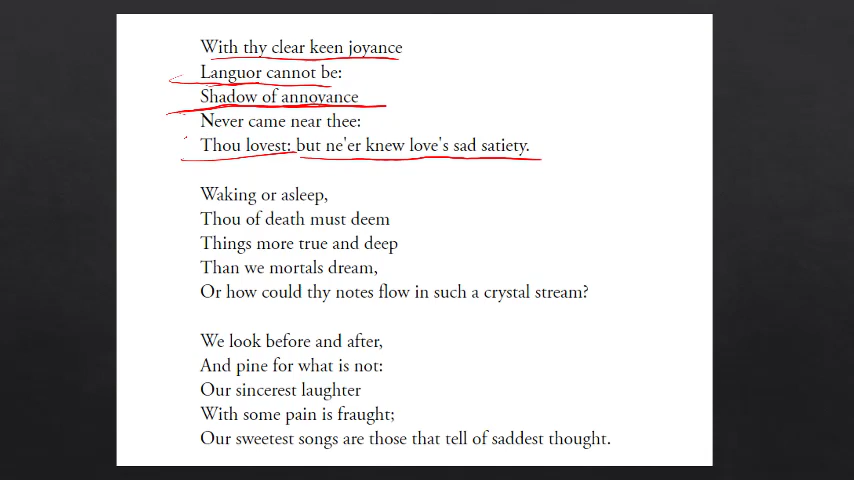 With thy clear keen joyance
Languor cannot be:
Shadow of annoyance
Never came near thee:
Thou lovest: but ne'er knew love's sad satiety.
Waking or asleep,
Thou of death must deem
Things more true and deep
Than we mortals dream,
Or how could thy notes flow in such a crystal stream?
We look before and after,
And pine for what is not:
Our sincerest laughter
With some pain is fraught;
Our sweetest songs are those that tell of saddest thought.